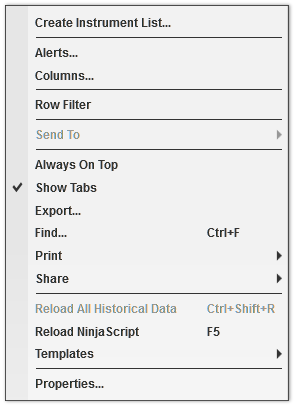 Create Instrument List...
Alerts...
Columns...
Row Filter
Send To
Always On Top
Show Tabs
Export...
Find... Ctrl+F
Print
Share
Reload All Historical Data Ctrl+Shift+R
Reload NinjaScript F5
Templates
Properties...